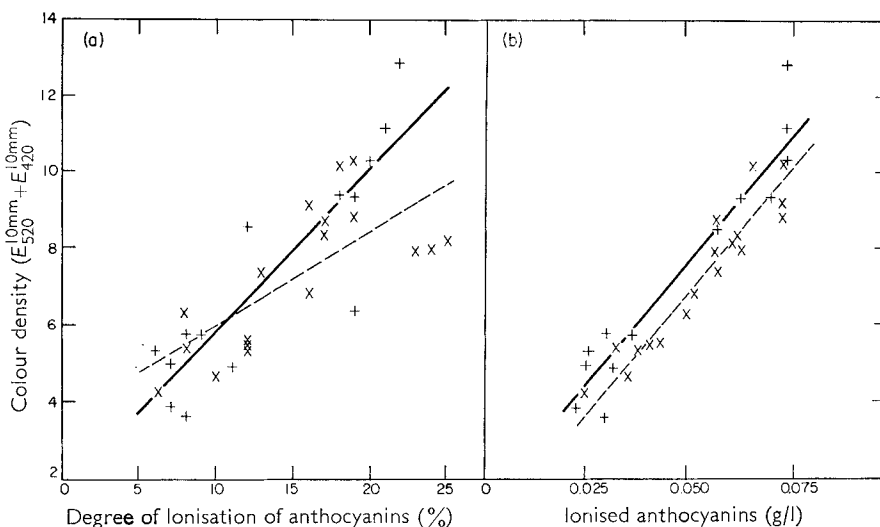 14
12
10
8
6
4
2
Colour density (E520^10mm + E420^10mm)
(a)
(b)
0 5 10 15 20 25 0 0.025 0.050 0.075
Degree of Ionisation of anthocyanins (%)
Ionised anthocyanins (g/l)